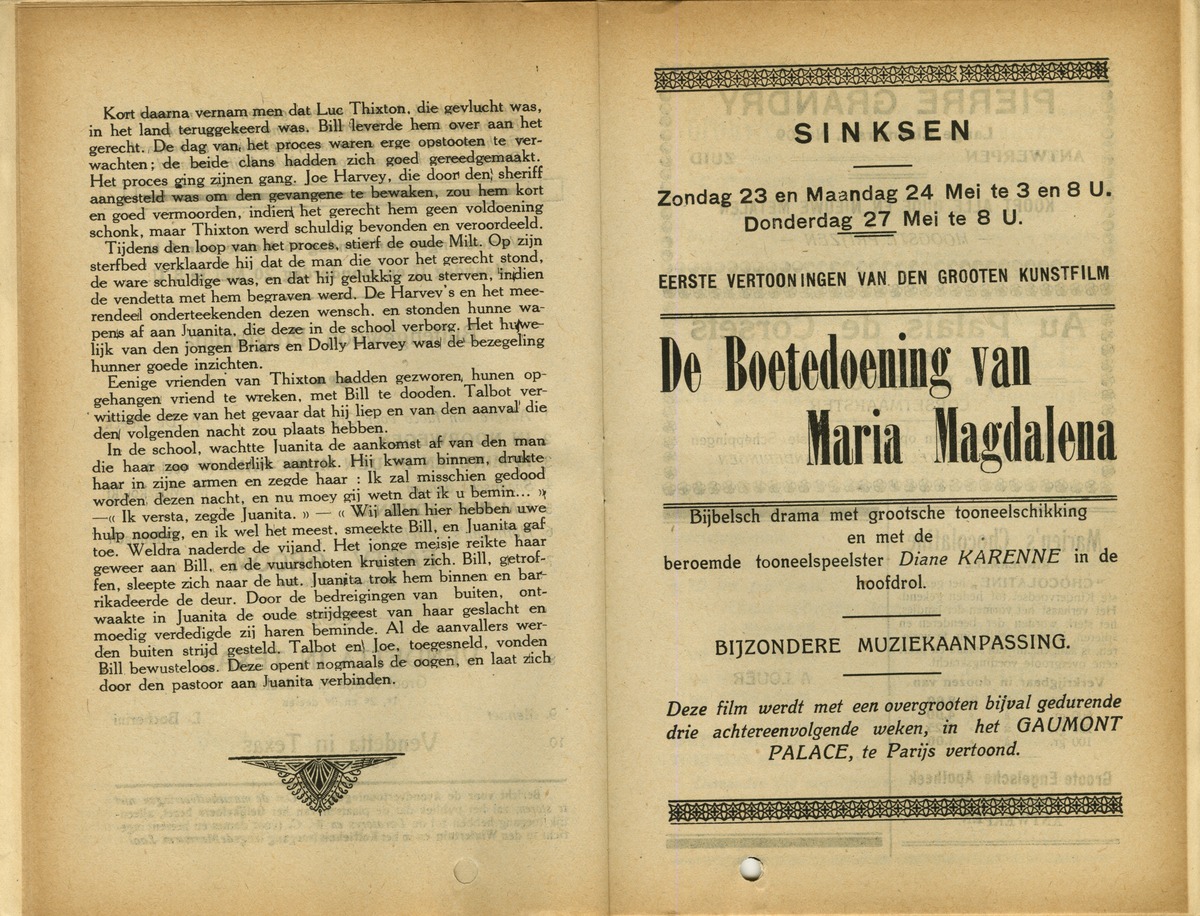 Kort daarna vernam men dat Luc Thixton, die gevlucht was,
in het land teruggekeerd was. Bill leverde hem over aan het
gerecht. De dag van het proces waren erge opstooten te ver-
wachten; de beide clans hadden zich goed gereedgemaakt.
Het proces ging zijnen gang. Joe Harvey, die door den sheriff
aangesteld was om den gevangene te bewaken, zou hem kort
en goed vermoorden, indien het gerecht hem geen voldoening
schonk, maar Thixton werd schuldig bevonden en veroordeeld.
Tijdens den loop van het proces, stierf de oude Milt. Op zijn
sterfbed verklaarde hij dat de man die voor het gerecht stond,
de ware schuldige was, en dat hij gelukkig zou sterven, indien
de vendetta met hem begraven werd. De Harvey's en het mee-
rendeel onderteekenden dezen wensch, en stonden hunne wa-
pens af aan Juanita, die deze in de school verborg. Het huwe-
lijk van den jongen Briars en Dolly Harvey was de bezegeling
hunner goede inzichten.
Eenige vrienden van Thixton hadden gezworen, hunen op-
gehangen vriend te wreken, met Bill te dooden. Talbot ver-
wittigde deze van het gevaar dat hij liep en van den aanval die
den volgenden nacht zou plaats hebben.
In de school, wachtte Juanita de aankomst af van den man
die haar zoo wonderlijk aantrok. Hij kwam binnen, drukte
haar in zijne armen en zegde haar : Ik zal misschien gedood
worden dezen nacht, en nu moey gij wetn dat ik u bemin... »
—« Ik versta, zegde Juanita. » — « Wij allen hier hebben uwe
hulp noodig, en ik wel het meest, smeekte Bill, en Juanita gaf
toe. Weldra naderde de vijand. Het jonge meisje reikte haar
geweer aan Bill, en de vuurschoten kruisten zich. Bill, getrof-
fen, sleepte zich naar de hut. Juanita trok hem binnen en bar-
rikadeerde de deur. Door de bedreigingen van buiten, ont-
waakte in Juanita de oude strijdgeest van haar geslacht en
moedig verdedigde zij haren beminde. Al de aanvallers wer-
den buiten strijd gesteld. Talbot en Joe, toegesneld, vonden
Bill bewusteloos. Deze opent nogmaals de oogen, en laat zich
door den pastoor aan Juanita verbinden.
SINKSEN
Zondag 23 en Maandag 24 Mei te 3 en 8 U.
Donderdag 27 Mei te 8 U.
EERSTE VERTOONINGEN VAN DEN GROOTEN KUNSTFILM
De Boetedoening van
Maria Magdalena
Bijbelsch drama met grootsche tooneelschikking
en met de
beroemde tooneelspeelster Diane KARENNE in de
hoofdrol.
BIJZONDERE MUZIEKAANPASSING.
Deze film werdt met een overgrooten bijval gedurende
drie achtereenvolgende weken, in het GAUMONT
PALACE, te Parijs vertoond.